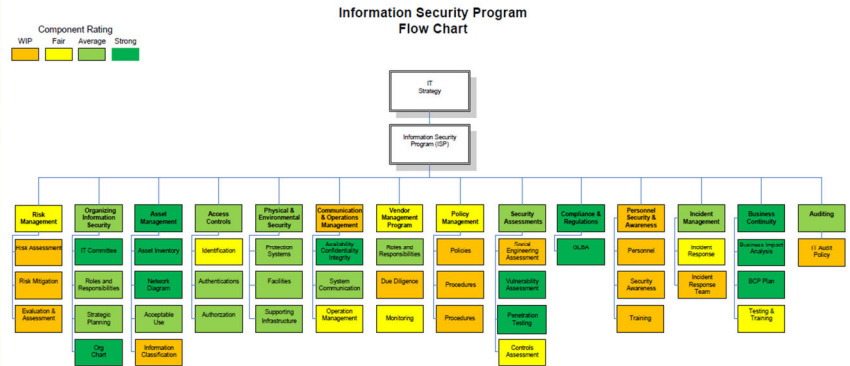 Information Security Program
Flow Chart
Component Rating
WIP Fair Average Strong
IT
Strategy
Information Security
Program (ISP)
Risk
Management
Organizing
Information
Security
Asset
Management
Access
Controls
Physical &
Environmental
Security
Communication
& Operations
Management
Vendor
Management
Program
Policy
Management
Security
Assessments
Compliance &
Regulations
Personnel
Security &
Awareness
Incident
Management
Business
Continuity
Auditing
Risk Assessment
IT Committee
Asset Inventory
Identification
Protection
Systems
Availability
Confidentiality
Integrity
Roles and
Responsibilities
Policies
Social
Engineering
Assessment
GLBA
Personnel
Incident
Response
Business Impact
Analysis
IT Audit
Policy
Risk Mitigation
Roles and
Responsibilities
Network
Diagram
Authentications
Facilities
System
Communication
Due Diligence
Procedures
Vulnerability
Assessment
Security
Awareness
Incident
Response
Team
BCP Plan
Evaluation &
Assessment
Strategic
Planning
Acceptable
Use
Authorzation
Supporting
Infrastructure
Operation
Management
Monitoring
Procedures
Penetration
Testing
Training
Testing &
Training
Org
Chart
Information
Classification
Controls
Assessment